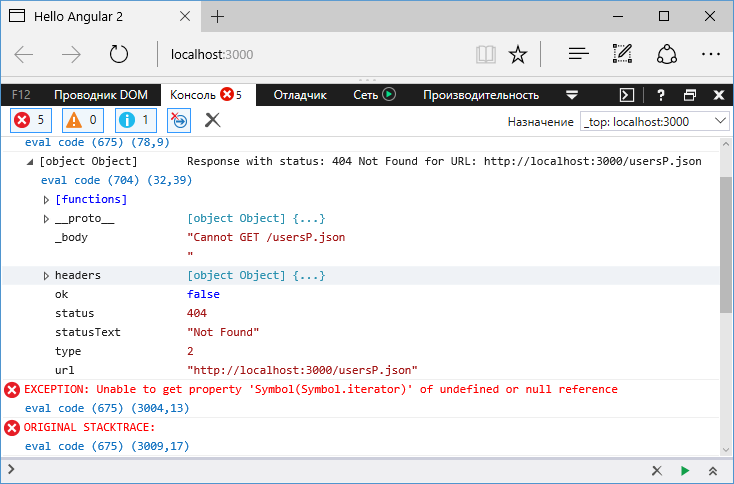 Hello Angular 2
localhost:3000
F12 Проводник DOM Консоль 5 Отладчик Сеть Производительность ?
5 0 1 Назначение _top: localhost:3000
eval code (675) (78,9)
[object Object] Response with status: 404 Not Found for URL: http://localhost:3000/usersP.json
eval code (704) (32,39)
[functions]
__proto__ [object Object] {...}
_body "Cannot GET /usersP.json
"
headers [object Object] {...}
ok false
status 404
statusText "Not Found"
type 2
url "http://localhost:3000/usersP.json"
EXCEPTION: Unable to get property 'Symbol(Symbol.iterator)' of undefined or null reference
eval code (675) (3004,13)
ORIGINAL STACKTRACE:
eval code (675) (3009,17)